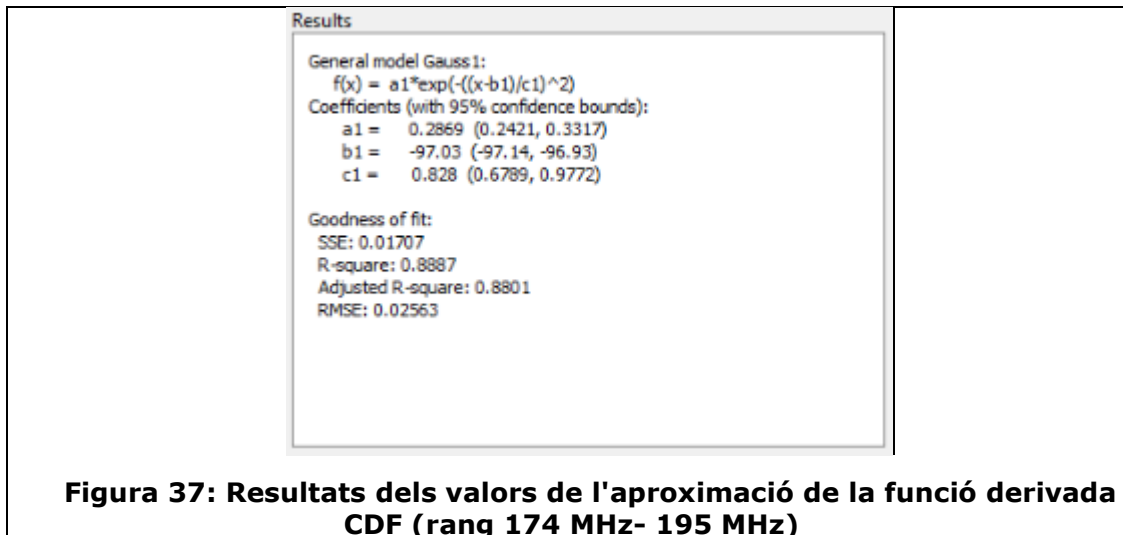 Results
General model Gauss1:
f(x) = a1*exp(-((x-b1)/c1)^2)
Coefficients (with 95% confidence bounds):
a1 = 0.2869 (0.2421, 0.3317)
b1 = -97.03 (-97.14, -96.93)
c1 = 0.828 (0.6789, 0.9772)
Goodness of fit:
SSE: 0.01707
R-square: 0.8887
Adjusted R-square: 0.8801
RMSE: 0.02563
Figura 37: Resultats dels valors de l'aproximació de la funció derivada
CDF (rang 174 MHz- 195 MHz)